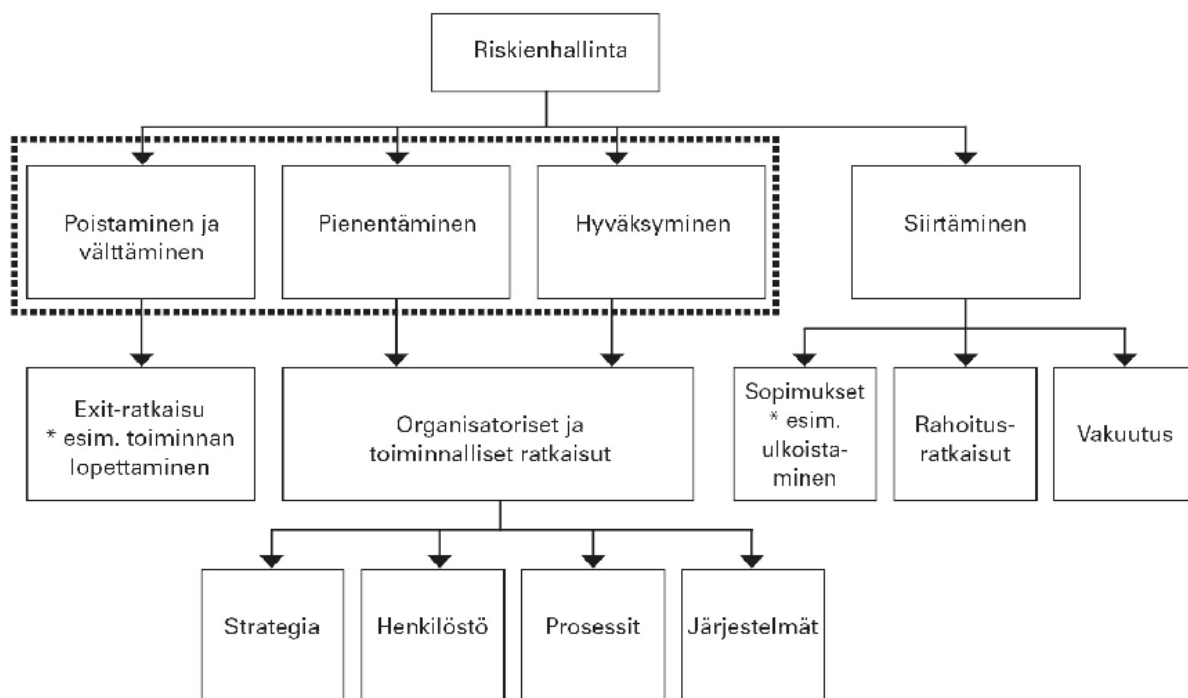 Riskienhallinta
Poistaminen ja
välttäminen
Pienentäminen
Hyväksyminen
Siirtäminen
Exit-ratkaisu
* esim. toiminnan
lopettaminen
Organisatoriset ja
toiminnalliset ratkaisut
Sopimukset
* esim.
ulkoista-
minen
Rahoitus-
ratkaisut
Vakuutus
Strategia
Henkilöstö
Prosessit
Järjestelmät